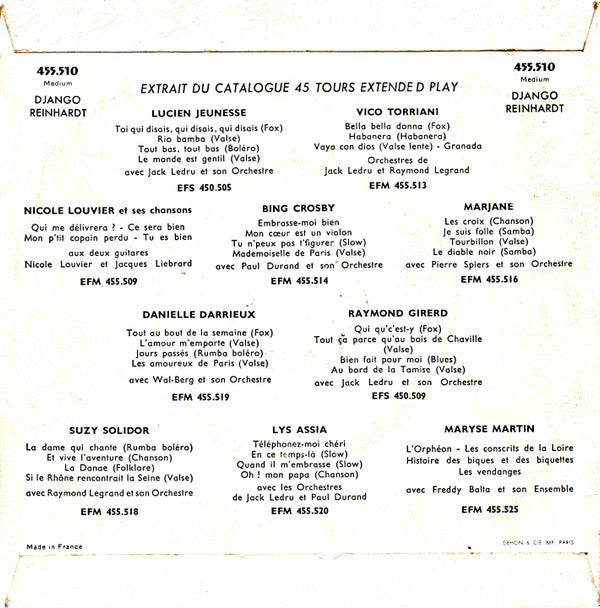 455.510
Medium
DJANGO
REINHARDT
455.510
Medium
DJANGO
REINHARDT
EXTRAIT DU CATALOGUE 45 TOURS EXTENDED PLAY
LUCIEN JEUNESSE
Toi qui disais, qui disais, qui disais (Fox)
Rio bamba (Valse)
Tout bas, tout bas (Boléro)
Le monde est gentil (Valse)
avec Jack Ledru et son Orchestre
EFS 450.505
VICO TORRIANI
Bella bella donna (Fox)
Habanera (Habanera)
Vaya con dios (Valse lente) - Granada
Orchestres de
Jack Ledru et Raymond Legrand
EFM 455.513
NICOLE LOUVIER et ses chansons
Qui me délivrera ? - Ce sera bien
Mon p'tit copain perdu - Tu es bien
aux deux guitares
Nicole Louvier et Jacques Liebrard
EFM 455.509
BING CROSBY
Embrasse-moi bien
Mon cœur est un violon
Tu n'peux pas t'figurer (Slow)
Mademoiselle de Paris (Valse)
avec Paul Durand et son Orchestre
EFM 455.514
MARJANE
Les croix (Chanson)
Je suis folle (Samba)
Tourbillon (Valse)
Le diable noir (Samba)
avec Pierre Spiers et son Orchestre
EFM 455.516
DANIELLE DARRIEUX
Tout au bout de la semaine (Fox)
L'amour m'emporte (Valse)
Jours passés (Rumba boléro)
Les amoureux de Paris (Valse)
avec Wal-Berg et son Orchestre
EFM 455.519
RAYMOND GIRERD
Qui qu'c'est-y (Fox)
Tout ça parce qu'au bois de Chaville
(Valse)
Bien fait pour moi (Blues)
Au bord de la Tamise (Valse)
avec Jack Ledru et son Orchestre
EFS 450.509
SUZY SOLIDOR
La dame qui chante (Rumba boléro)
Et vive l'aventure (Chanson)
La Danae (Folklore)
Si le Rhône rencontrait la Seine (Valse)
avec Raymond Legrand et son Orchestre
EFM 455.518
LYS ASSIA
Téléphonez-moi chéri
En ce temps-là (Slow)
Quand il m'embrasse (Slow)
Oh ! mon papa (Chanson)
avec les Orchestres
de Jack Ledru et Paul Durand
EFM 455.520
MARYSE MARTIN
L'Orphéon - Les conscrits de la Loire
Histoire des biques et des biquettes
Les vendanges
avec Freddy Balta et son Ensemble
EFM 455.525
Made in France
DEHON & Cie IMP. PARIS